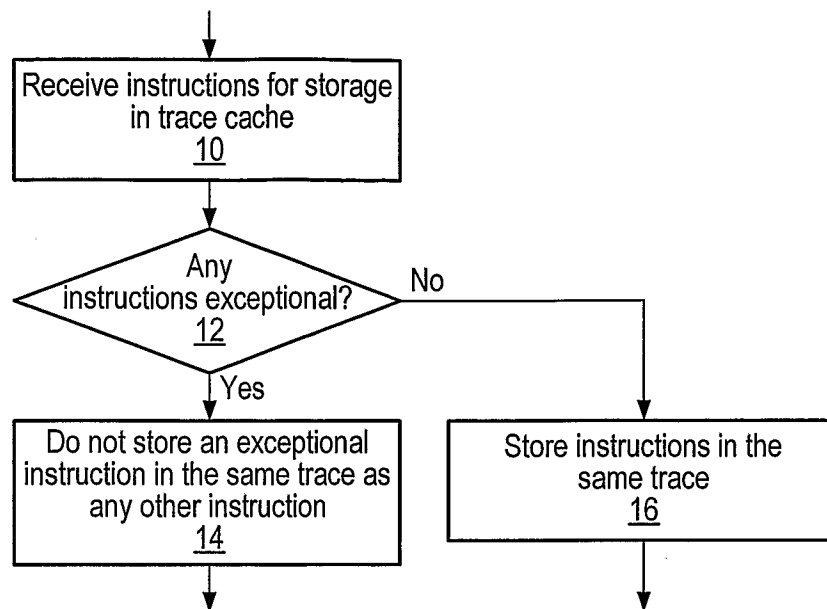 Receive instructions for storage
in trace cache
10
Any
instructions exceptional?
12
No
Yes
Do not store an exceptional
instruction in the same trace as
any other instruction
14
Store instructions in the
same trace
16